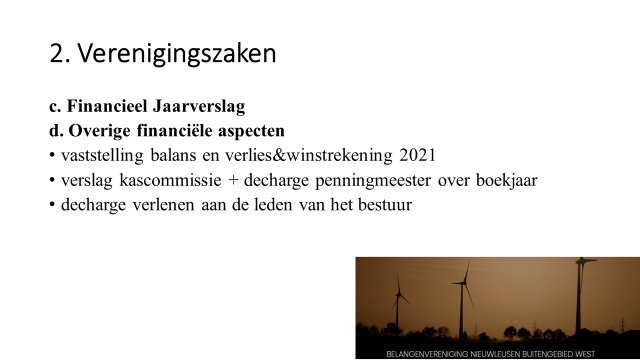 2. Verenigingszaken
c. Financieel Jaarverslag
d. Overige financiële aspecten
• vaststelling balans en verlies&winstrekening 2021
• verslag kascommissie + decharge penningmeester over boekjaar
• decharge verlenen aan de leden van het bestuur
BELANGENVERENIGING NIEUWLEUSEN BUITENGEBIED WEST